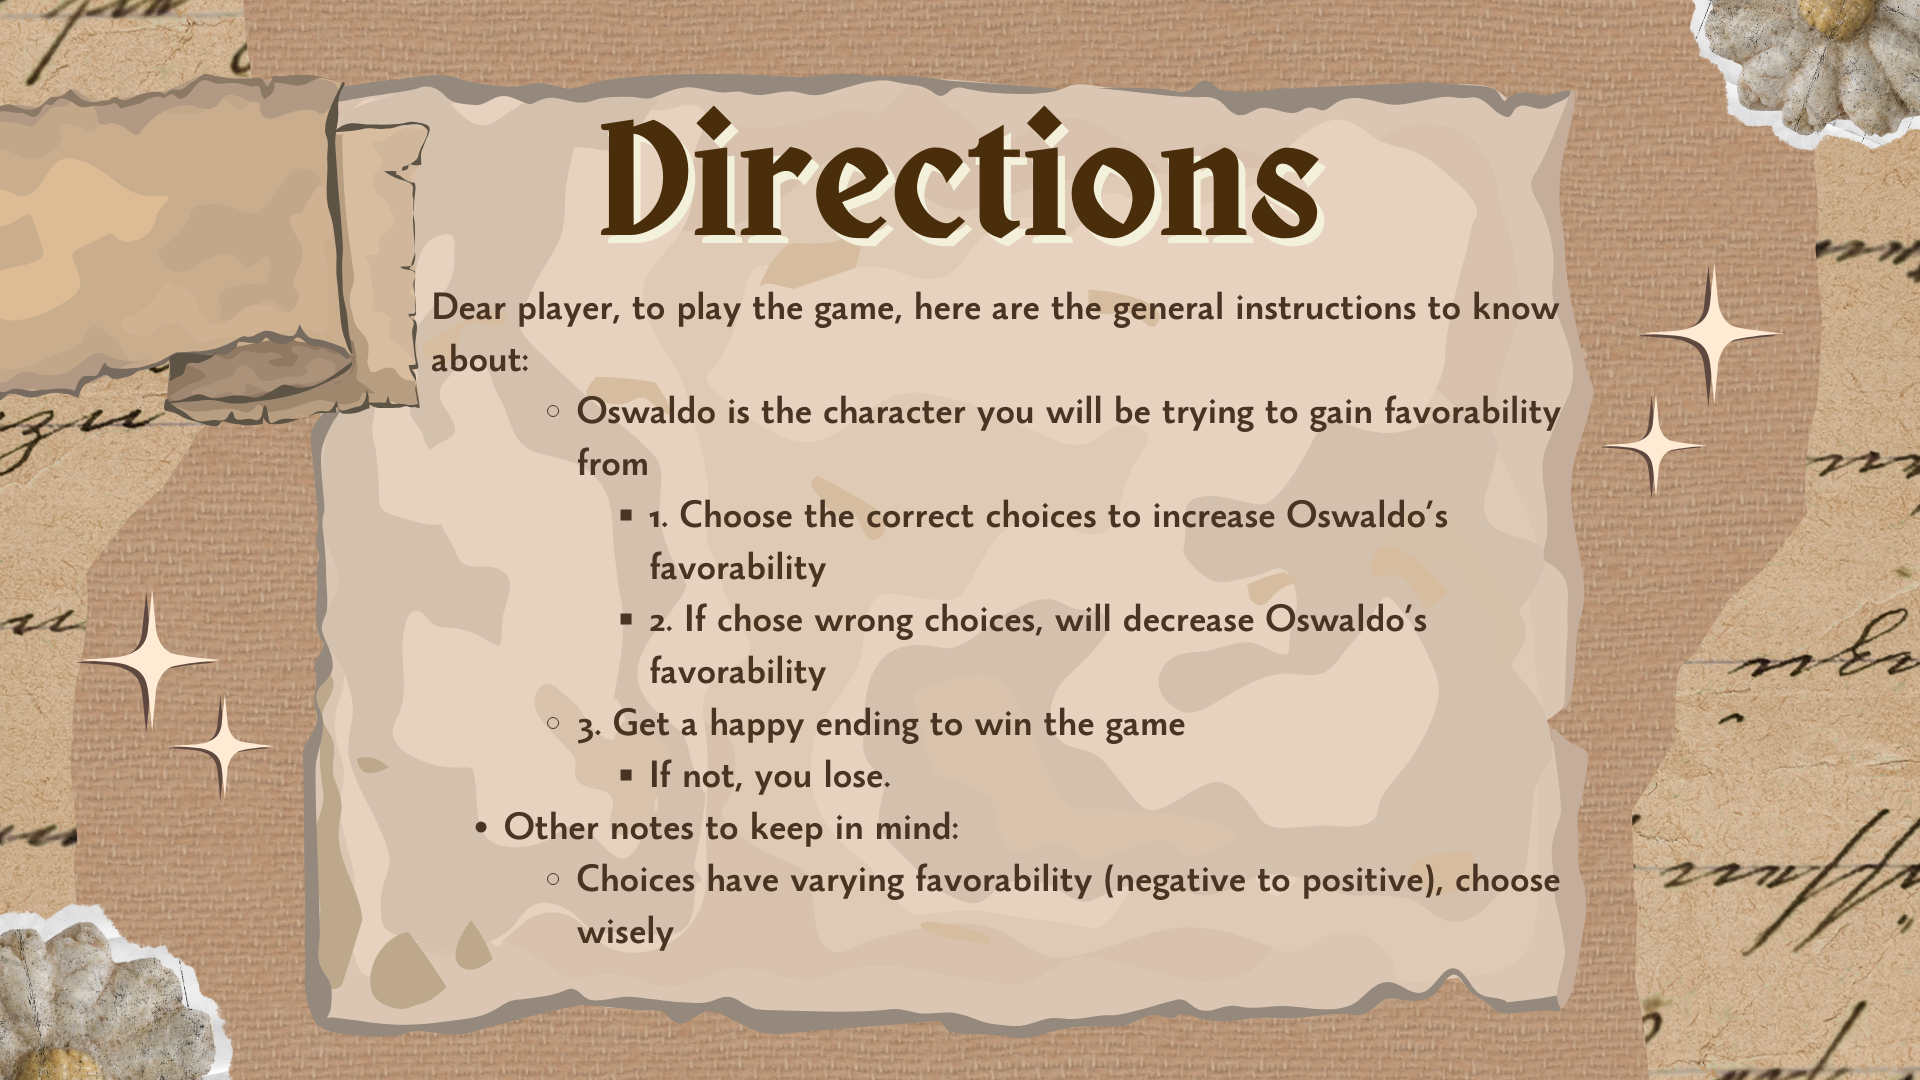 Directions
Dear player, to play the game, here are the general instructions to know
about:
Oswaldo is the character you will be trying to gain favorability
from
1. Choose the correct choices to increase Oswaldo's
favorability
2. If chose wrong choices, will decrease Oswaldo's
favorability
3. Get a happy ending to win the game
If not, you lose.
Other notes to keep in mind:
Choices have varying favorability (negative to positive), choose
wisely